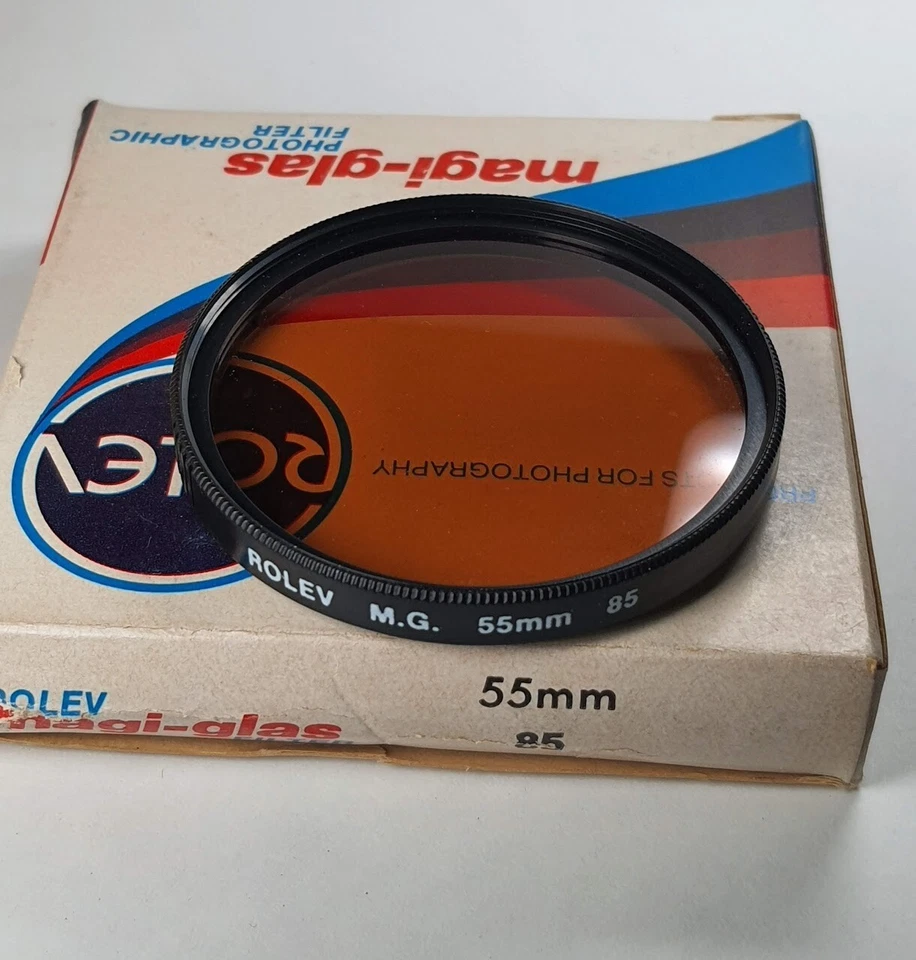 magi-glas
PHOTOGRAPHIC
FILTER
ROLEV
TS FOR PHOTOGRAPHY
ROLEV M.G. 55mm 85
ROLEV
magi-glas
55mm
85